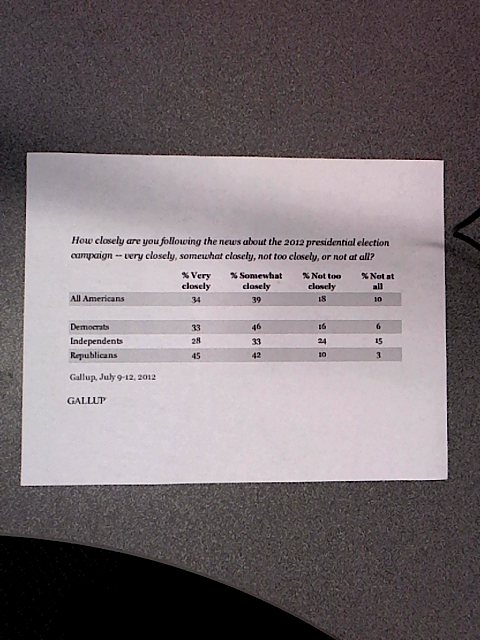 How closely are you following the news about the 2012 presidential election
campaign -- very closely, somewhat closely, not too closely, or not at all?
% Very closely % Somewhat closely % Not too closely % Not at all
All Americans 34 39 18 10
Democrats 33 46 16 6
Independents 28 33 24 15
Republicans 45 42 10 3
Gallup, July 9-12, 2012
GALLUP